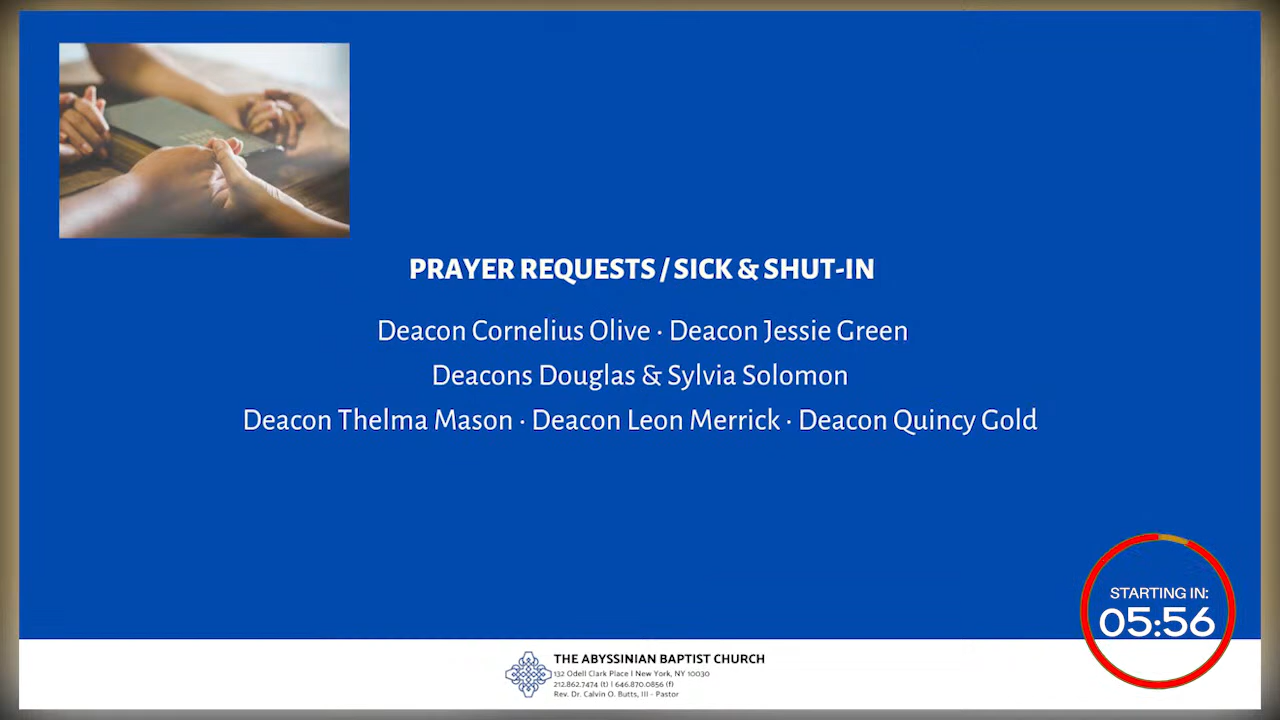 PRAYER REQUESTS / SICK & SHUT-IN
Deacon Cornelius Olive · Deacon Jessie Green
Deacons Douglas & Sylvia Solomon
Deacon Thelma Mason · Deacon Leon Merrick · Deacon Quincy Gold
STARTING IN:
05:56
THE ABYSSINIAN BAPTIST CHURCH
132 Odell Clark Place I New York, NY 10030
212.862.7474 (t) I 646.870.0856 (f)
Rev. Dr. Calvin O. Butts, III - Pastor